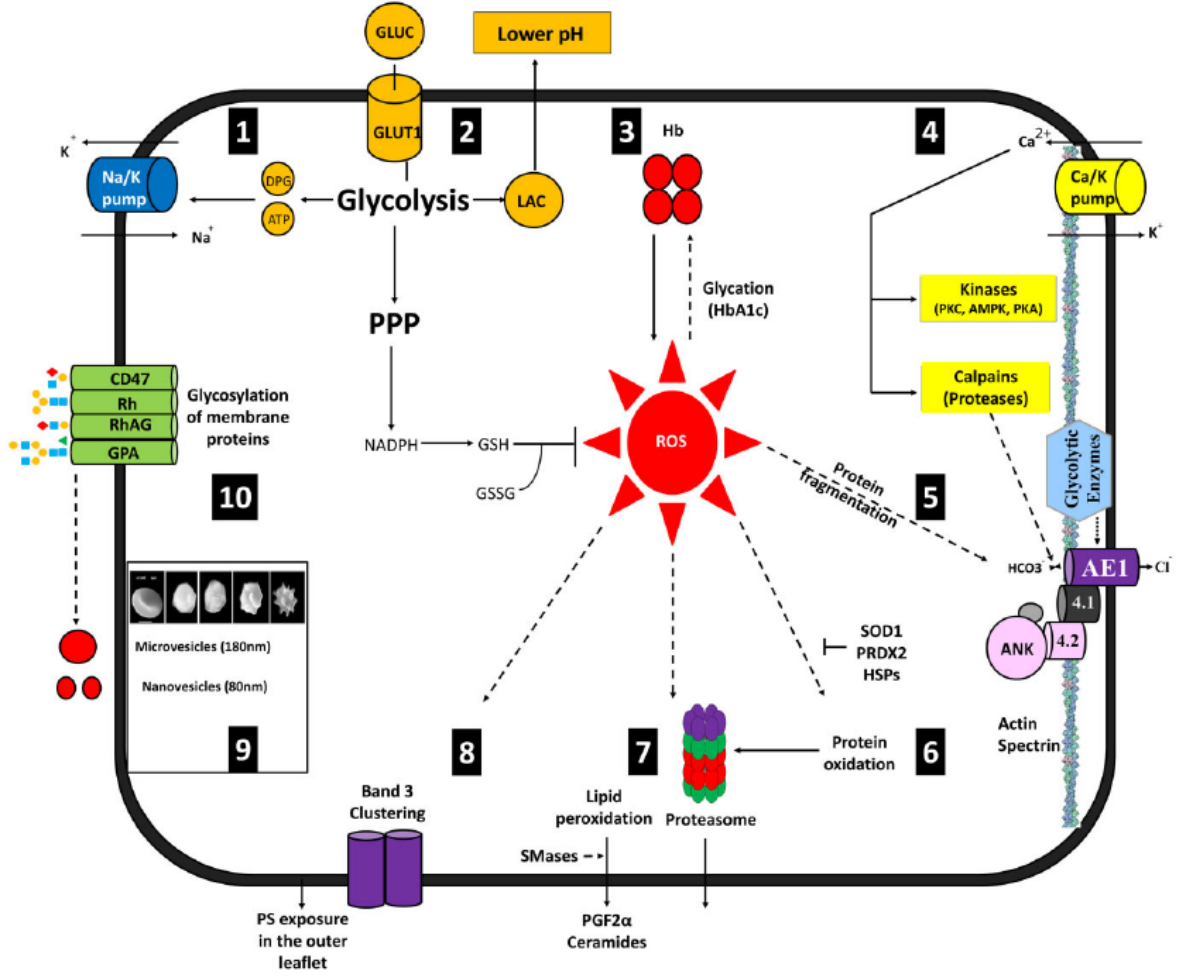 GLUC
Lower pH
1
GLUT1
2
3
Hb
4
Ca2+
K+
Na/K
pump
DPG
ATP
Glycolysis
LAC
Ca/K
pump
Na+
K+
Glycation
(HbA1c)
Kinases
(PKC, AMPK, PKA)
PPP
CD47
Rh
RhAG
GPA
Glycosylation
of membrane
proteins
Calpains
(Proteases)
NADPH
GSH
GSSG
ROS
Protein
fragmentation
5
Glycolytic
Enzymes
10
HCO3-
AE1
Cl-
4.1
4.2
ANK
Microvesicles (180nm)
Nanovesicles (80nm)
9
SOD1
PRDX2
HSPs
8
7
Protein
oxidation
6
Actin
Spectrin
Band 3
Clustering
Lipid
peroxidation
Proteasome
SMases
PS exposure
in the outer
leaflet
PGF2α
Ceramides